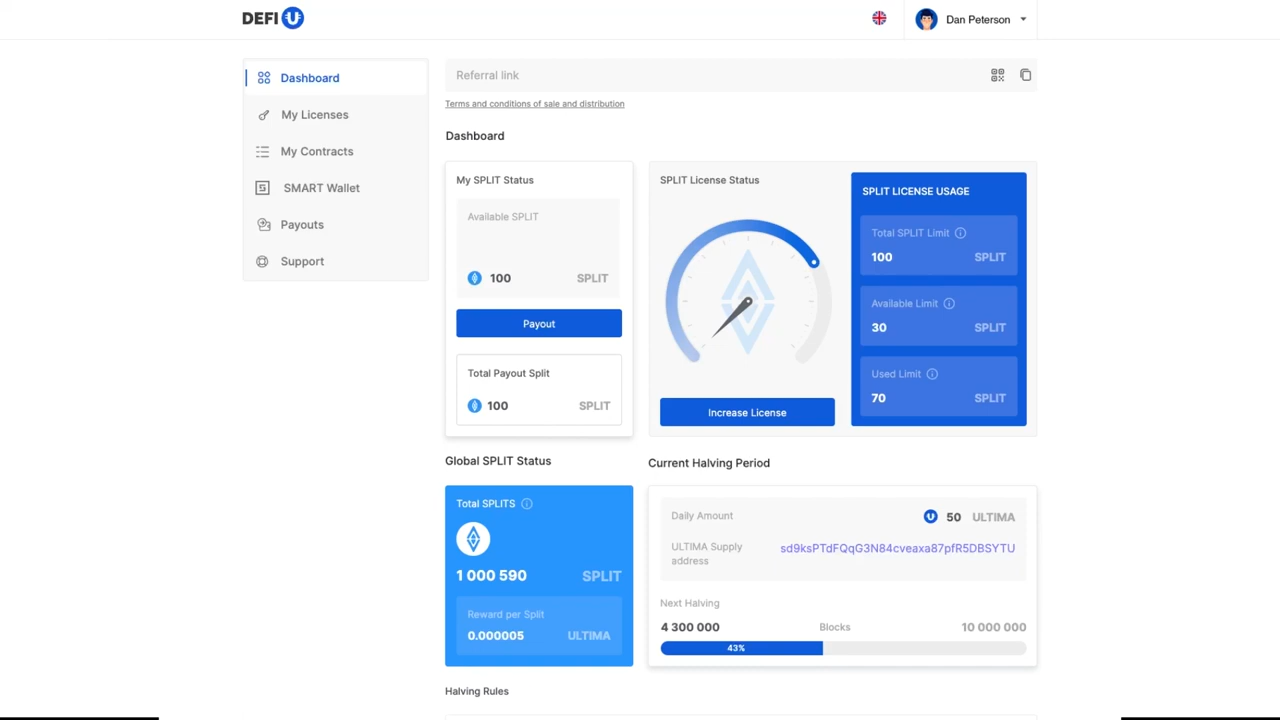 DEFI U
Dan Peterson
Dashboard
My Licenses
My Contracts
SMART Wallet
Payouts
Support
Referral link
Terms and conditions of sale and distribution
Dashboard
My SPLIT Status
Available SPLIT
100 SPLIT
Payout
Total Payout Split
100 SPLIT
SPLIT License Status
Increase License
SPLIT LICENSE USAGE
Total SPLIT Limit
100 SPLIT
Available Limit
30 SPLIT
Used Limit
70 SPLIT
Global SPLIT Status
Total SPLITS
1 000 590 SPLIT
Reward per Split
0.000005 ULTIMA
Current Halving Period
Daily Amount 50 ULTIMA
ULTIMA Supply
address
sd9ksPTdFQqG3N84cveaxa87pfR5DBSYTU
Next Halving
4 300 000 Blocks 10 000 000
43%
Halving Rules